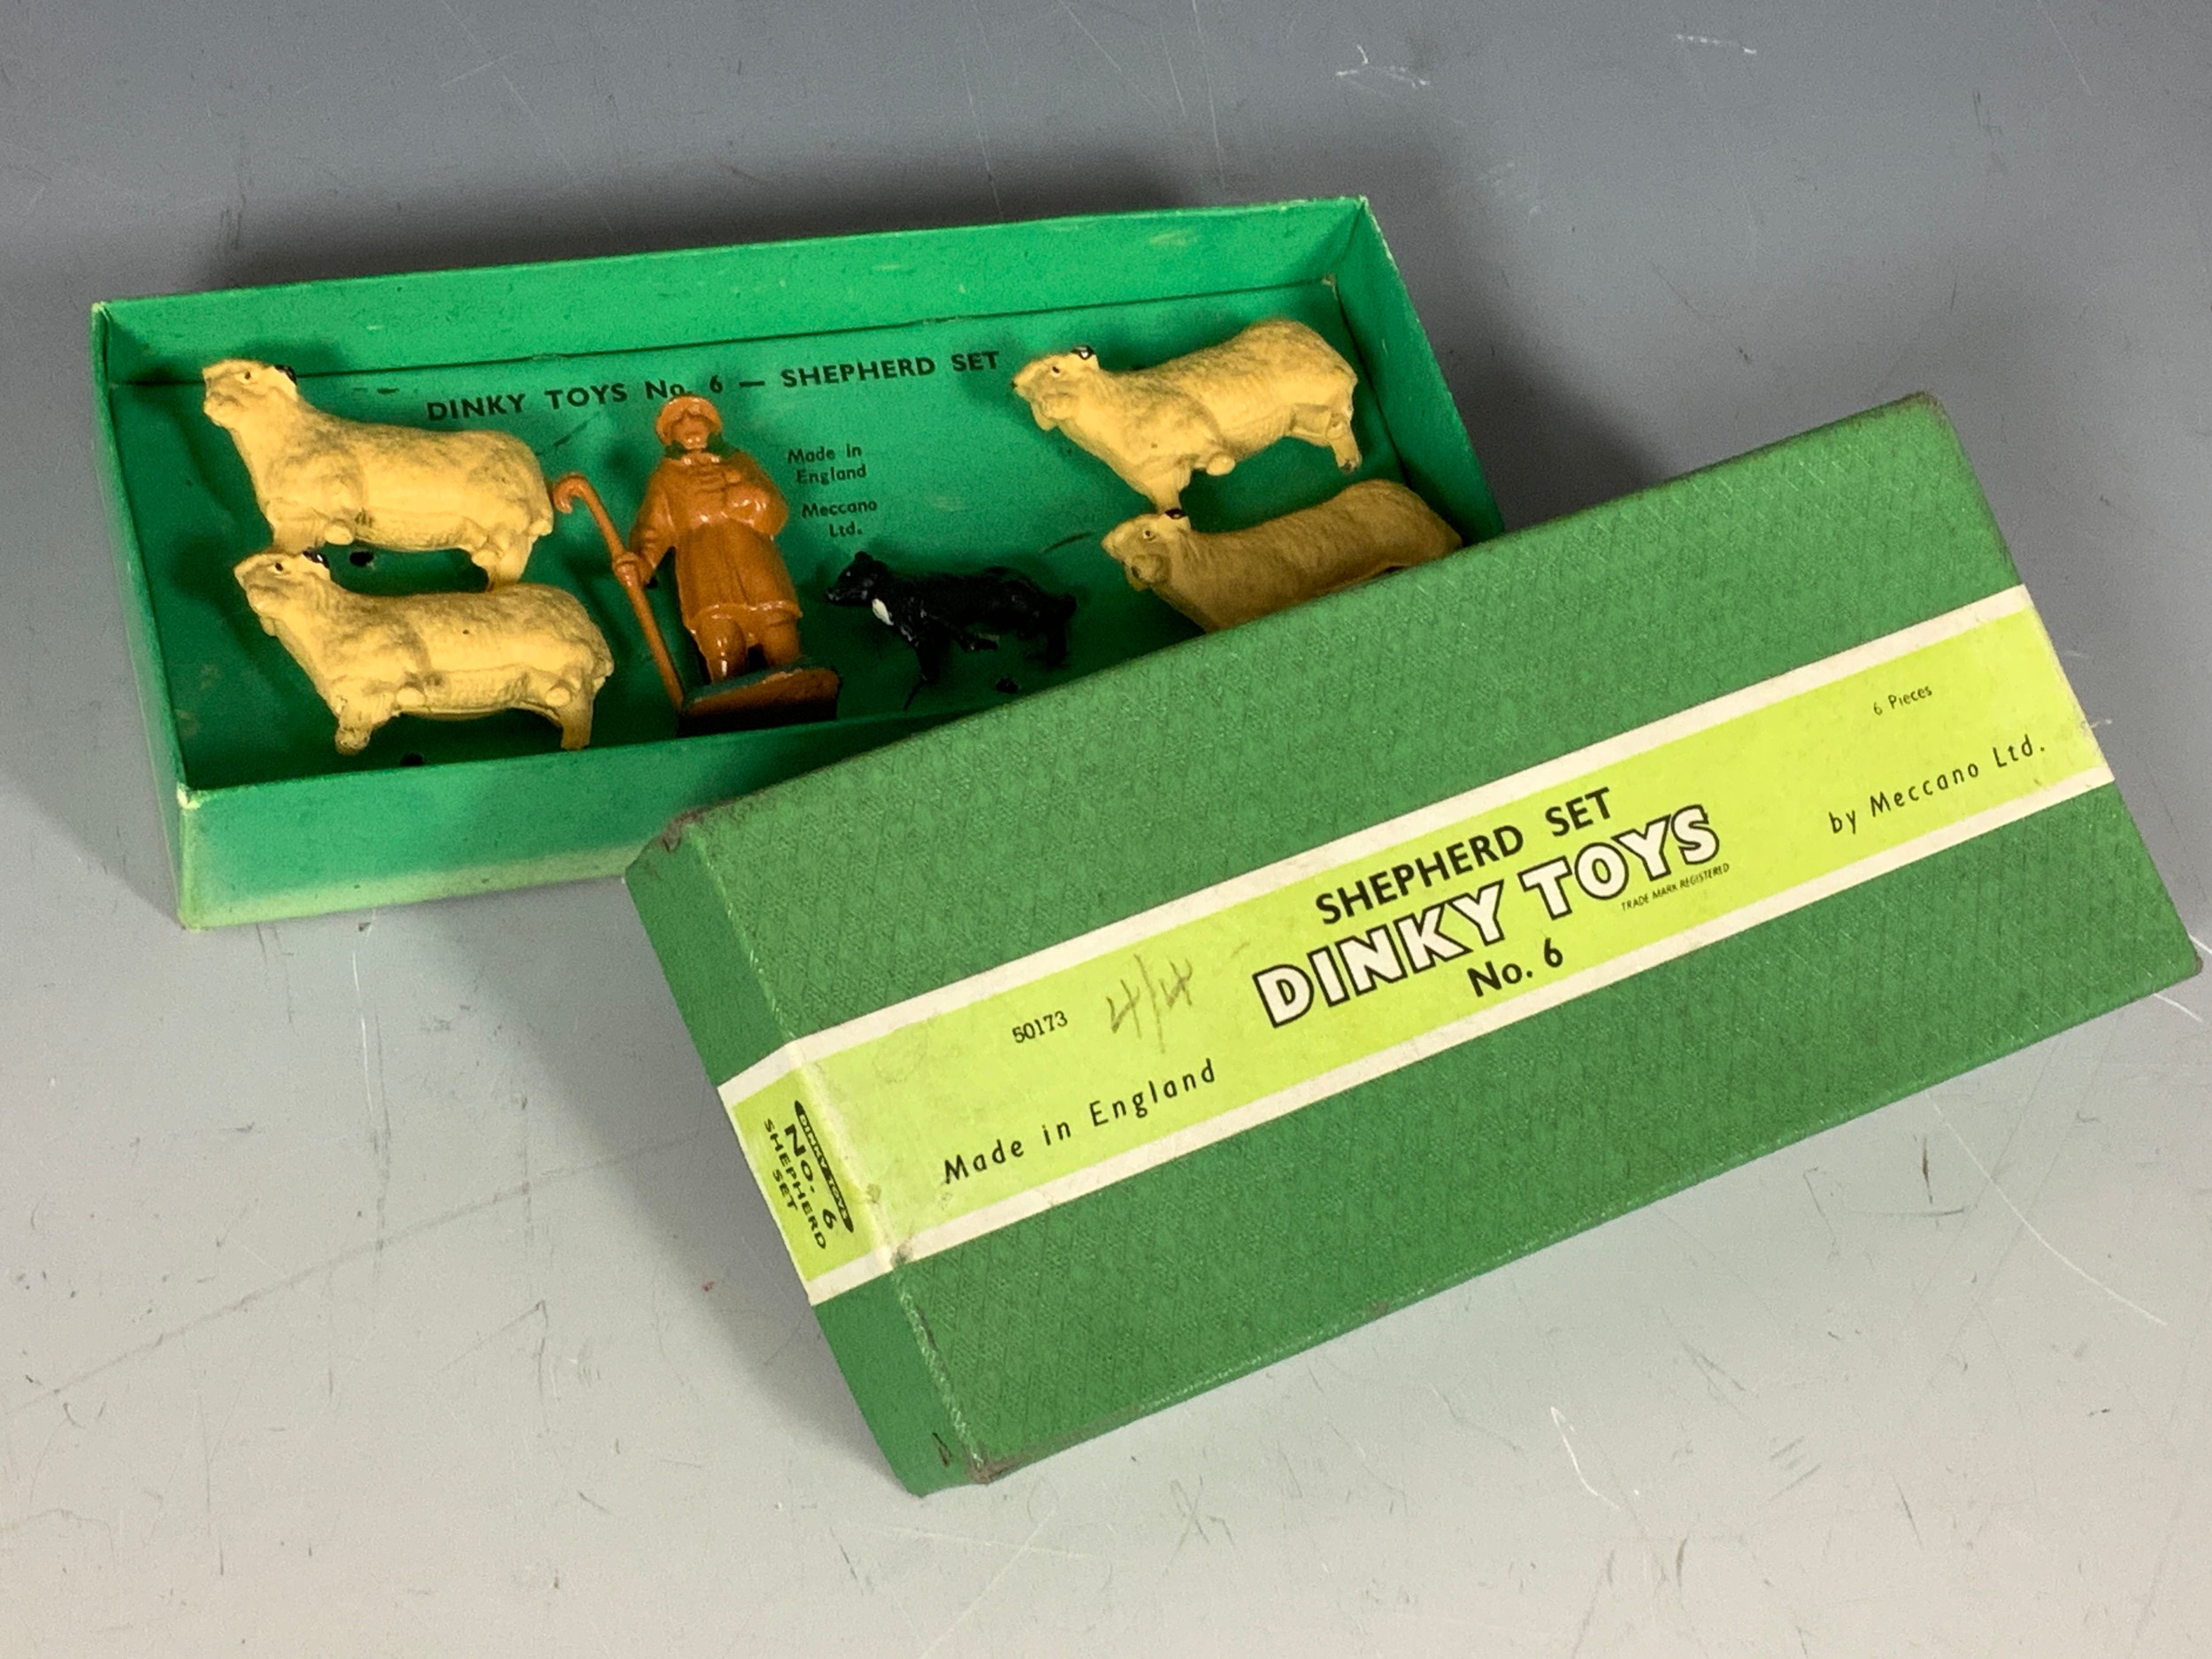 DINKY TOYS No. 6 — SHEPHERD SET
Made in
England
Meccano
Ltd.
6 Pieces
SHEPHERD SET
DINKY TOYS
TRADE MARK REGISTERED
No. 6
by Meccano Ltd.
50173
4/4
Made in England
DINKY TOYS
No. 6
SHEPHERD
SET